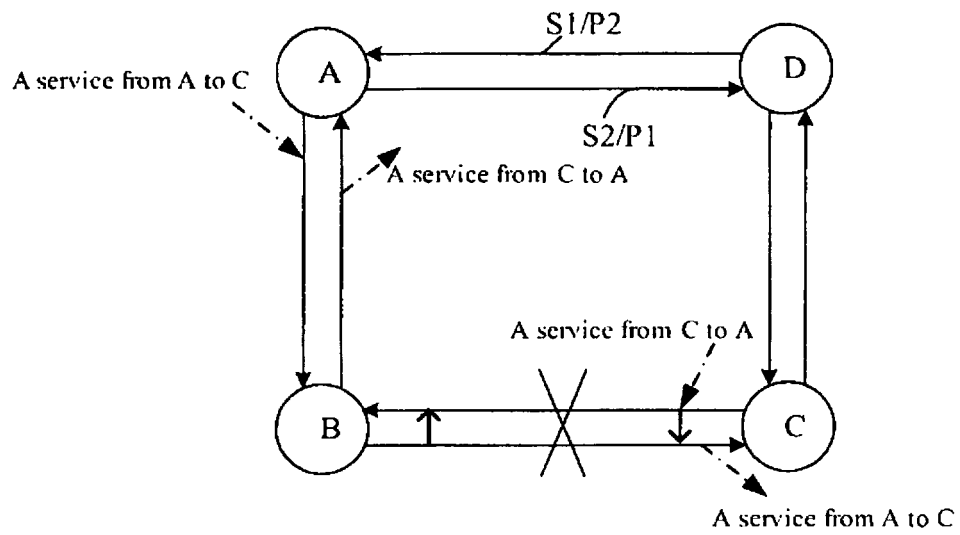 S1/P2
A
D
A service from A to C
S2/P1
A service from C to A
A service from C to A
B
C
A service from A to C